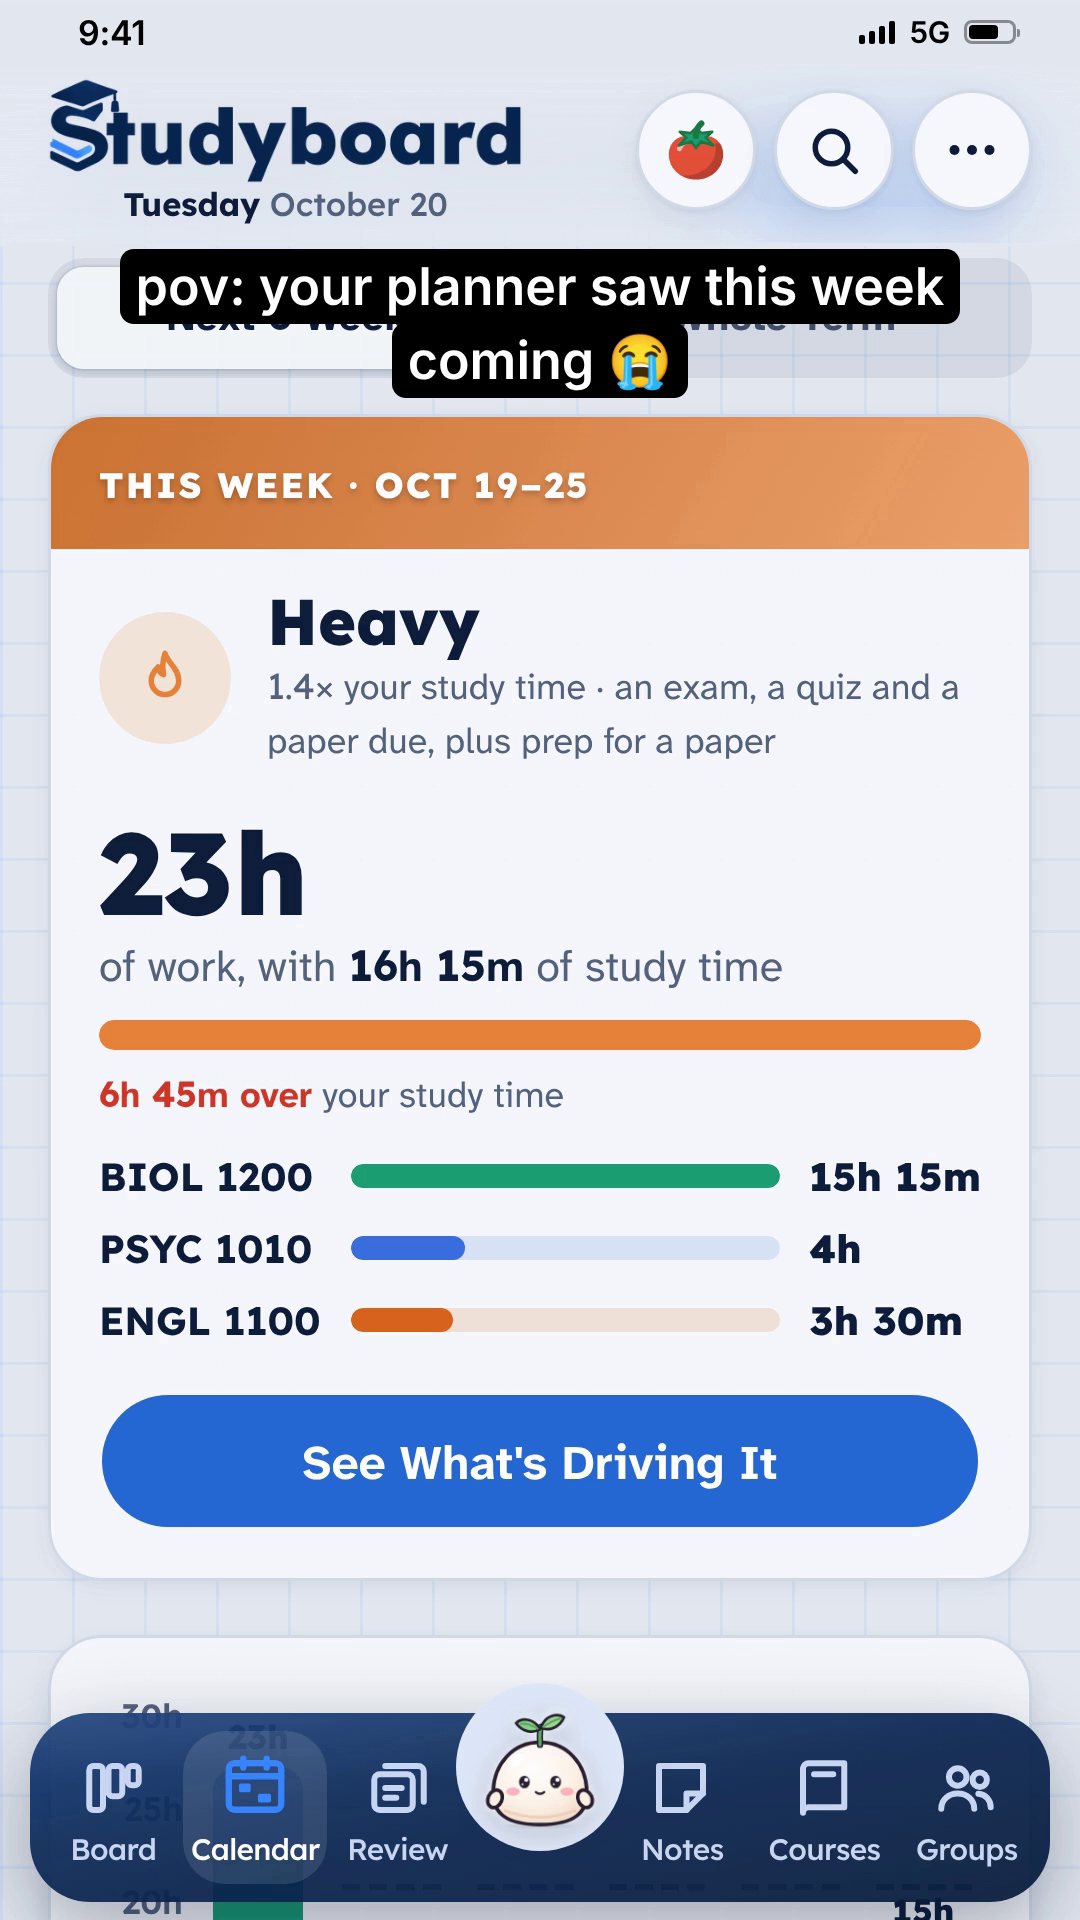 9:41
5G
Studyboard
Tuesday October 20
pov: your planner saw this week
coming 😭
Term
THIS WEEK · OCT 19–25
Heavy
1.4× your study time · an exam, a quiz and a
paper due, plus prep for a paper
23h
of work, with 16h 15m of study time
6h 45m over your study time
BIOL 1200 15h 15m
PSYC 1010 4h
ENGL 1100 3h 30m
See What's Driving It
30h
23h
25h
Board
Calendar
Review
Notes
Courses
Groups
20h
15h